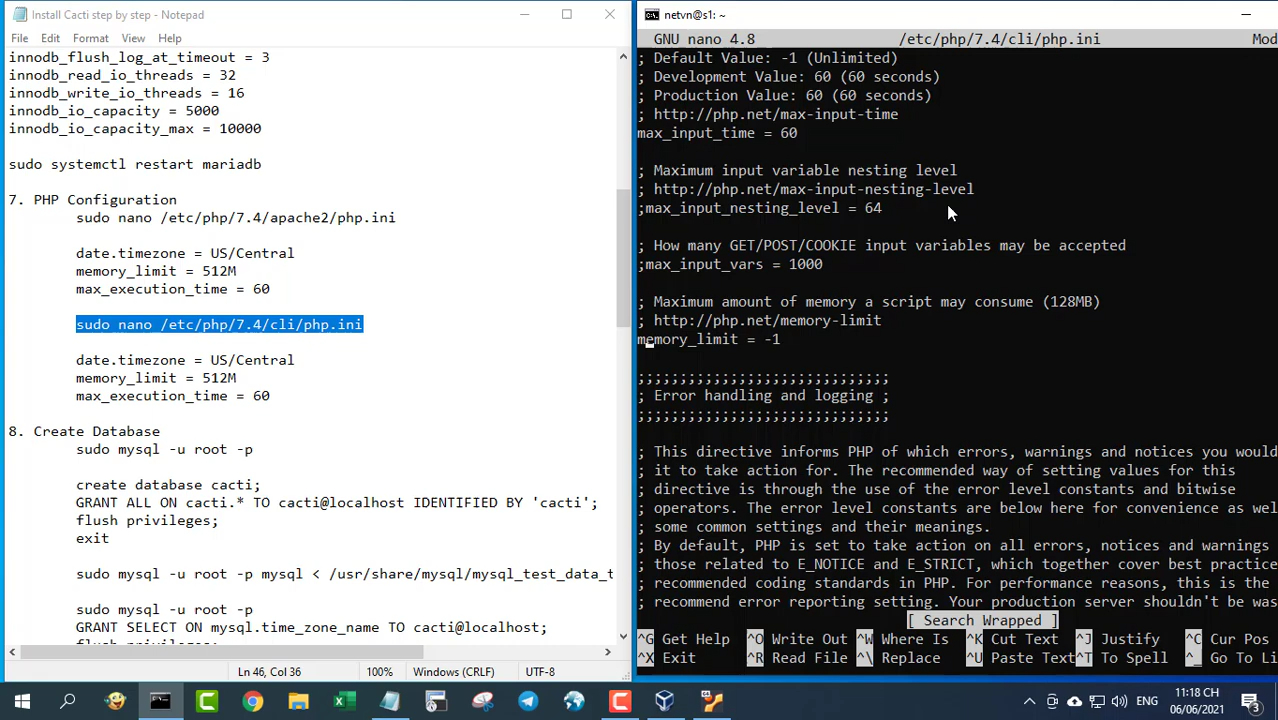 Install Cacti step by step - Notepad
File Edit Format View Help
innodb_flush_log_at_timeout = 3
innodb_read_io_threads = 32
innodb_write_io_threads = 16
innodb_io_capacity = 5000
innodb_io_capacity_max = 10000
sudo systemctl restart mariadb
7. PHP Configuration
sudo nano /etc/php/7.4/apache2/php.ini
date.timezone = US/Central
memory_limit = 512M
max_execution_time = 60
sudo nano /etc/php/7.4/cli/php.ini
date.timezone = US/Central
memory_limit = 512M
max_execution_time = 60
8. Create Database
sudo mysql -u root -p
create database cacti;
GRANT ALL ON cacti.* TO cacti@localhost IDENTIFIED BY 'cacti';
flush privileges;
exit
sudo mysql -u root -p mysql < /usr/share/mysql/mysql_test_data_t
sudo mysql -u root -p
GRANT SELECT ON mysql.time_zone_name TO cacti@localhost;
flush privileges;
Ln 46, Col 36 100% Windows (CRLF) UTF-8
netvn@s1: ~
GNU nano 4.8 /etc/php/7.4/cli/php.ini Mod
; Default Value: -1 (Unlimited)
; Development Value: 60 (60 seconds)
; Production Value: 60 (60 seconds)
; http://php.net/max-input-time
max_input_time = 60
; Maximum input variable nesting level
; http://php.net/max-input-nesting-level
;max_input_nesting_level = 64
; How many GET/POST/COOKIE input variables may be accepted
;max_input_vars = 1000
; Maximum amount of memory a script may consume (128MB)
; http://php.net/memory-limit
memory_limit = -1
;;;;;;;;;;;;;;;;;;;;;;;;;;;;;;
; Error handling and logging ;
;;;;;;;;;;;;;;;;;;;;;;;;;;;;;;
; This directive informs PHP of which errors, warnings and notices you would
; it to take action for. The recommended way of setting values for this
; directive is through the use of the error level constants and bitwise
; operators. The error level constants are below here for convenience as wel
; some common settings and their meanings.
; By default, PHP is set to take action on all errors, notices and warnings
; those related to E_NOTICE and E_STRICT, which together cover best practice
; recommended coding standards in PHP. For performance reasons, this is the
; recommend error reporting setting. Your production server shouldn't be was
[ Search Wrapped ]
^G Get Help ^O Write Out ^W Where Is ^K Cut Text ^J Justify ^C Cur Pos
^X Exit ^R Read File ^\ Replace ^U Paste Text ^T To Spell ^_ Go To Li
ENG 11:18 CH
06/06/2021
3